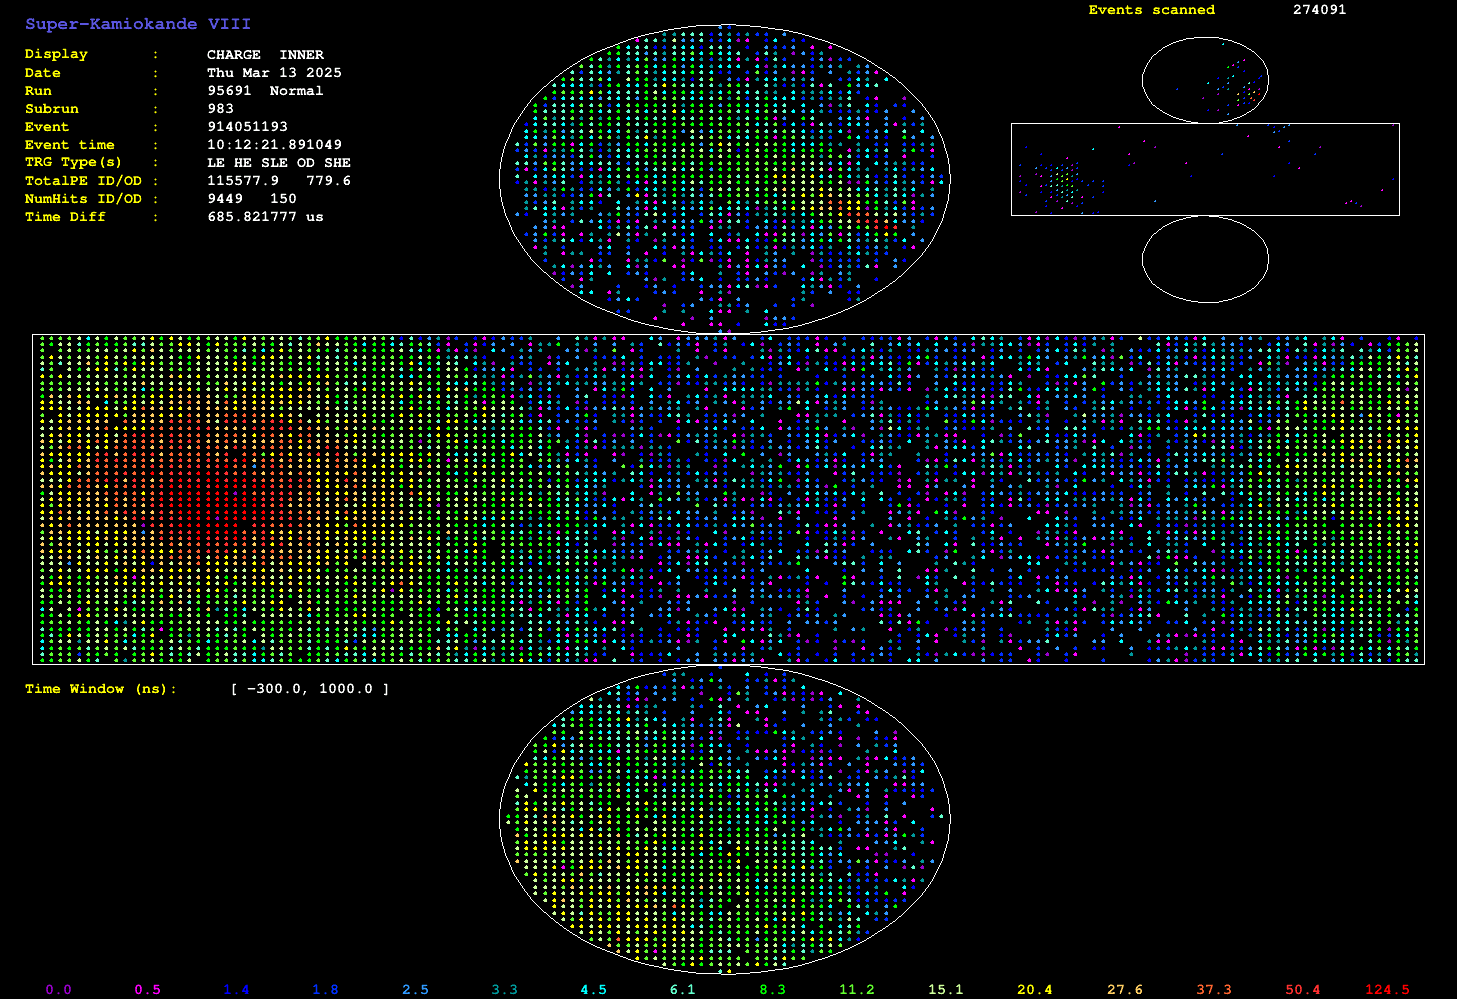 Super-Kamiokande VIII
Events scanned 274091
Display : CHARGE INNER
Date : Thu Mar 13 2025
Run : 95691 Normal
Subrun : 983
Event : 914051193
Event time : 10:12:21.891049
TRG Type(s) : LE HE SLE OD SHE
TotalPE ID/OD : 115577.9 779.6
NumHits ID/OD : 9449 150
Time Diff : 685.821777 us
Time Window (ns): [ -300.0, 1000.0 ]
0.0 0.5 1.4 1.8 2.5 3.3 4.5 6.1 8.3 11.2 15.1 20.4 27.6 37.3 50.4 124.5